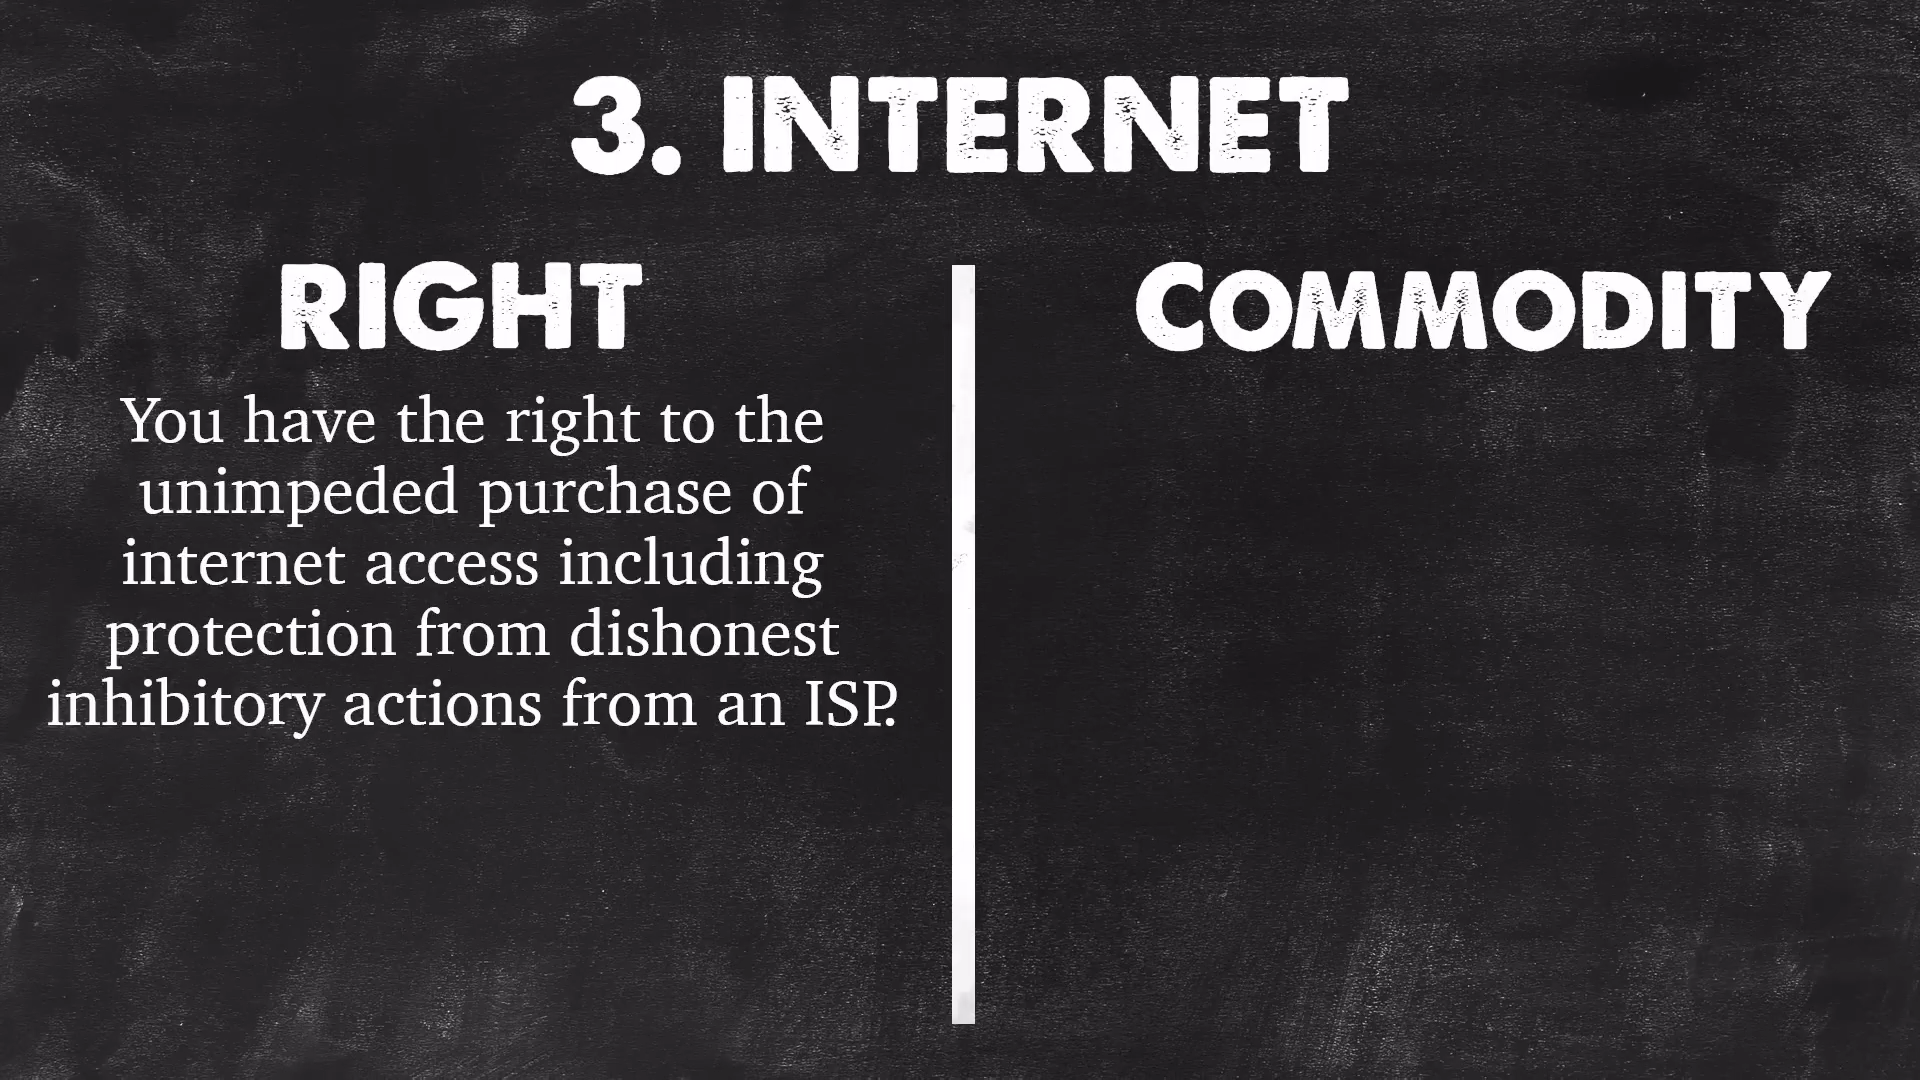 3. INTERNET
RIGHT
You have the right to the
unimpeded purchase of
internet access including
protection from dishonest
inhibitory actions from an ISP.
COMMODITY